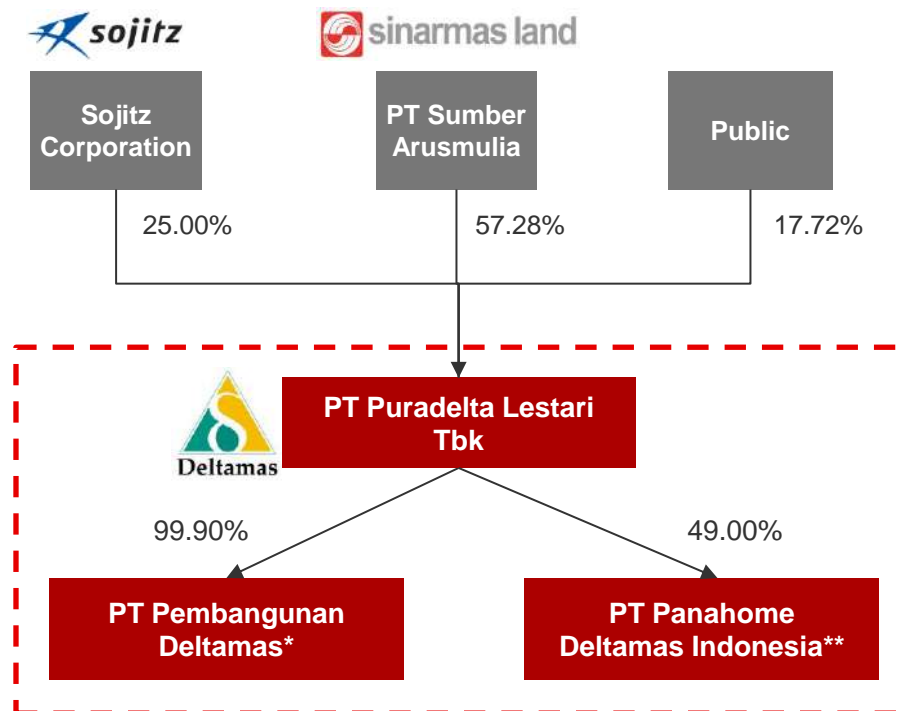 sojitz
sinarmas land
Sojitz
Corporation
PT Sumber
Arusmulia
Public
25.00%
57.28%
17.72%
Deltamas
PT Puradelta Lestari
Tbk
99.90%
49.00%
PT Pembangunan
Deltamas*
PT Panahome
Deltamas Indonesia**